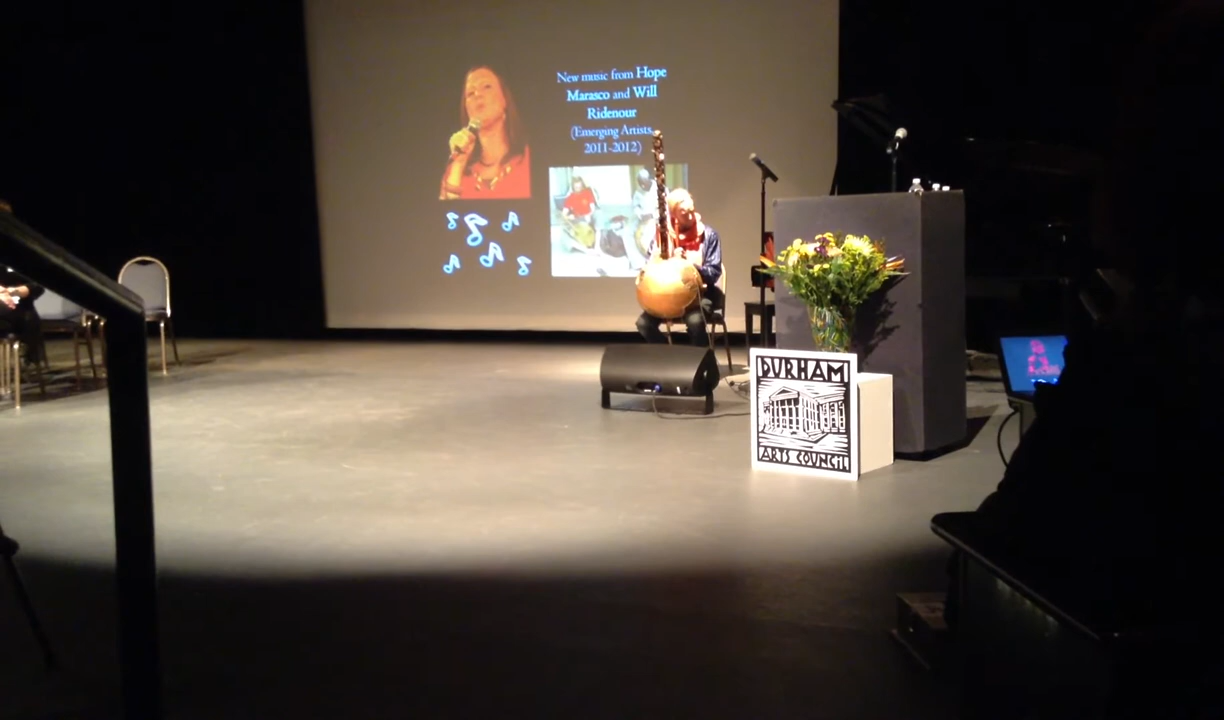 New music from Hope
Marasco and Will
Ridenour
(Emerging Artists
2011-2012)
DURHAM
ARTS COUNCIL